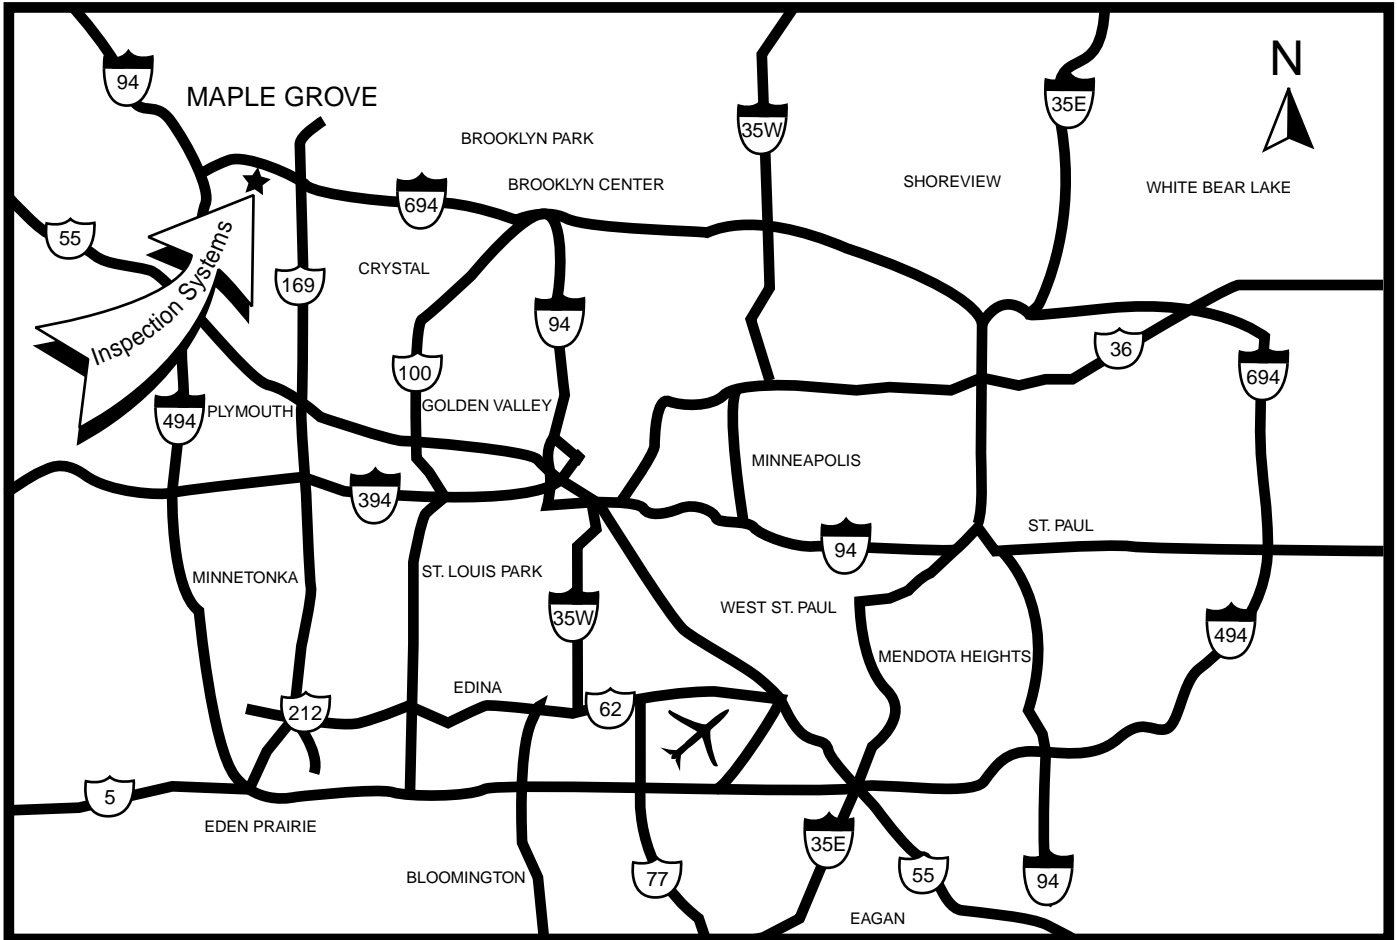 N
94
MAPLE GROVE
35E
35W
BROOKLYN PARK
SHOREVIEW
BROOKLYN CENTER
WHITE BEAR LAKE
694
55
Inspection Systems
CRYSTAL
169
94
36
100
694
494
PLYMOUTH
GOLDEN VALLEY
MINNEAPOLIS
394
ST. PAUL
94
MINNETONKA
ST. LOUIS PARK
WEST ST. PAUL
35W
494
MENDOTA HEIGHTS
EDINA
212
62
5
EDEN PRAIRIE
35E
BLOOMINGTON
77
55
94
EAGAN